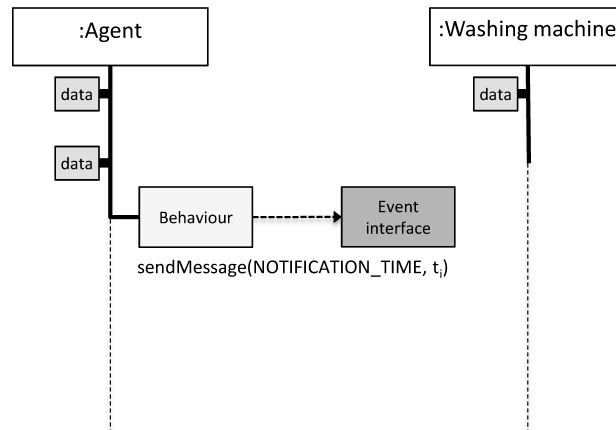 :Agent
:Washing machine
data
data
data
Behaviour
Event
interface
sendMessage(NOTIFICATION_TIME, tᵢ)